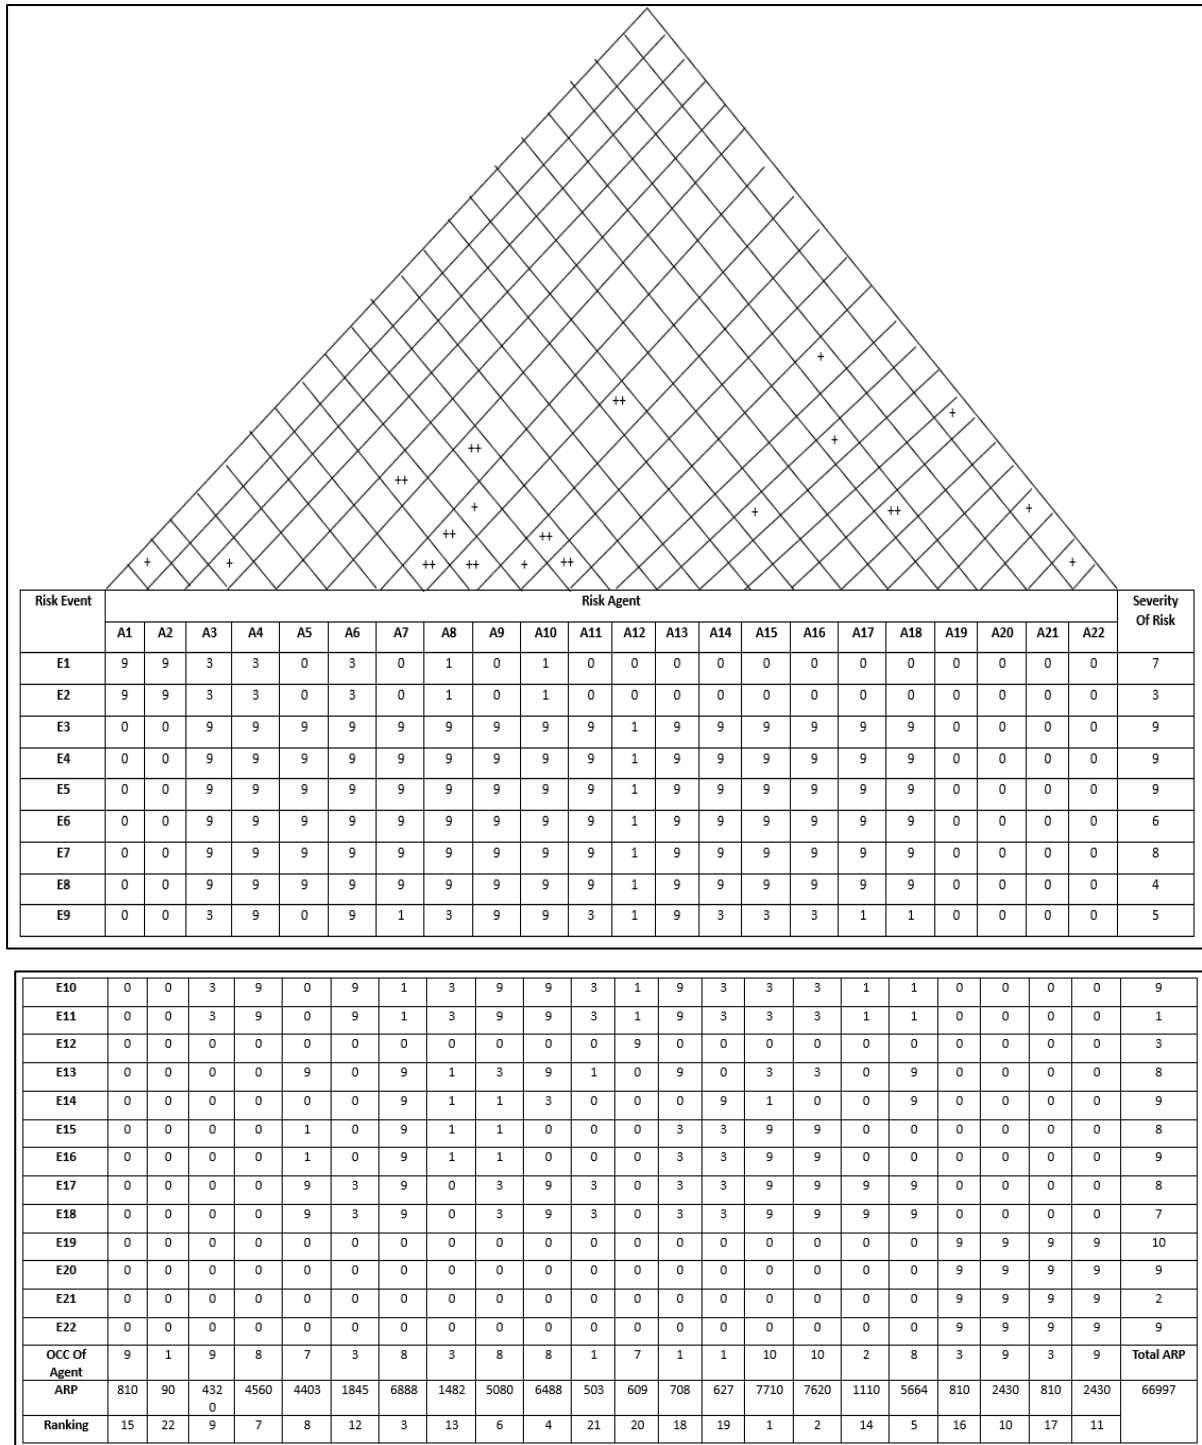 +
++
+
+
++
+
++
+
+
++
++
+
++
++
+
+
++
++
+
++
+
Risk Event Risk Agent Severity Of Risk
A1 A2 A3 A4 A5 A6 A7 A8 A9 A10 A11 A12 A13 A14 A15 A16 A17 A18 A19 A20 A21 A22
E1 9 9 3 3 0 3 0 1 0 1 0 0 0 0 0 0 0 0 0 0 0 0 7
E2 9 9 3 3 0 3 0 1 0 1 0 0 0 0 0 0 0 0 0 0 0 0 3
E3 0 0 9 9 9 9 9 9 9 9 9 1 9 9 9 9 9 9 0 0 0 0 9
E4 0 0 9 9 9 9 9 9 9 9 9 1 9 9 9 9 9 9 0 0 0 0 9
E5 0 0 9 9 9 9 9 9 9 9 9 1 9 9 9 9 9 9 0 0 0 0 9
E6 0 0 9 9 9 9 9 9 9 9 9 1 9 9 9 9 9 9 0 0 0 0 6
E7 0 0 9 9 9 9 9 9 9 9 9 1 9 9 9 9 9 9 0 0 0 0 8
E8 0 0 9 9 9 9 9 9 9 9 9 1 9 9 9 9 9 9 0 0 0 0 4
E9 0 0 3 9 0 9 1 3 9 9 3 1 9 3 3 3 1 1 0 0 0 0 5
E10 0 0 3 9 0 9 1 3 9 9 3 1 9 3 3 3 1 1 0 0 0 0 9
E11 0 0 3 9 0 9 1 3 9 9 3 1 9 3 3 3 1 1 0 0 0 0 1
E12 0 0 0 0 0 0 0 0 0 0 0 9 0 0 0 0 0 0 0 0 0 0 3
E13 0 0 0 0 9 0 9 1 3 9 1 0 9 0 3 3 0 9 0 0 0 0 8
E14 0 0 0 0 0 0 9 1 1 3 0 0 0 9 1 0 0 9 0 0 0 0 9
E15 0 0 0 0 1 0 9 1 1 0 0 0 3 3 9 9 0 0 0 0 0 0 8
E16 0 0 0 0 1 0 9 1 1 0 0 0 3 3 9 9 0 0 0 0 0 0 9
E17 0 0 0 0 9 3 9 0 3 9 3 0 3 3 9 9 9 9 0 0 0 0 8
E18 0 0 0 0 9 3 9 0 3 9 3 0 3 3 9 9 9 9 0 0 0 0 7
E19 0 0 0 0 0 0 0 0 0 0 0 0 0 0 0 0 0 0 9 9 9 9 10
E20 0 0 0 0 0 0 0 0 0 0 0 0 0 0 0 0 0 0 9 9 9 9 9
E21 0 0 0 0 0 0 0 0 0 0 0 0 0 0 0 0 0 0 9 9 9 9 2
E22 0 0 0 0 0 0 0 0 0 0 0 0 0 0 0 0 0 0 9 9 9 9 9
OCC Of Agent 9 1 9 8 7 3 8 3 8 8 1 7 1 1 10 10 2 8 3 9 3 9 Total ARP
ARP 810 90 4320 4560 4403 1845 6888 1482 5080 6488 503 609 708 627 7710 7620 1110 5664 810 2430 810 2430 66997
Ranking 15 22 9 7 8 12 3 13 6 4 21 20 18 19 1 2 14 5 16 10 17 11